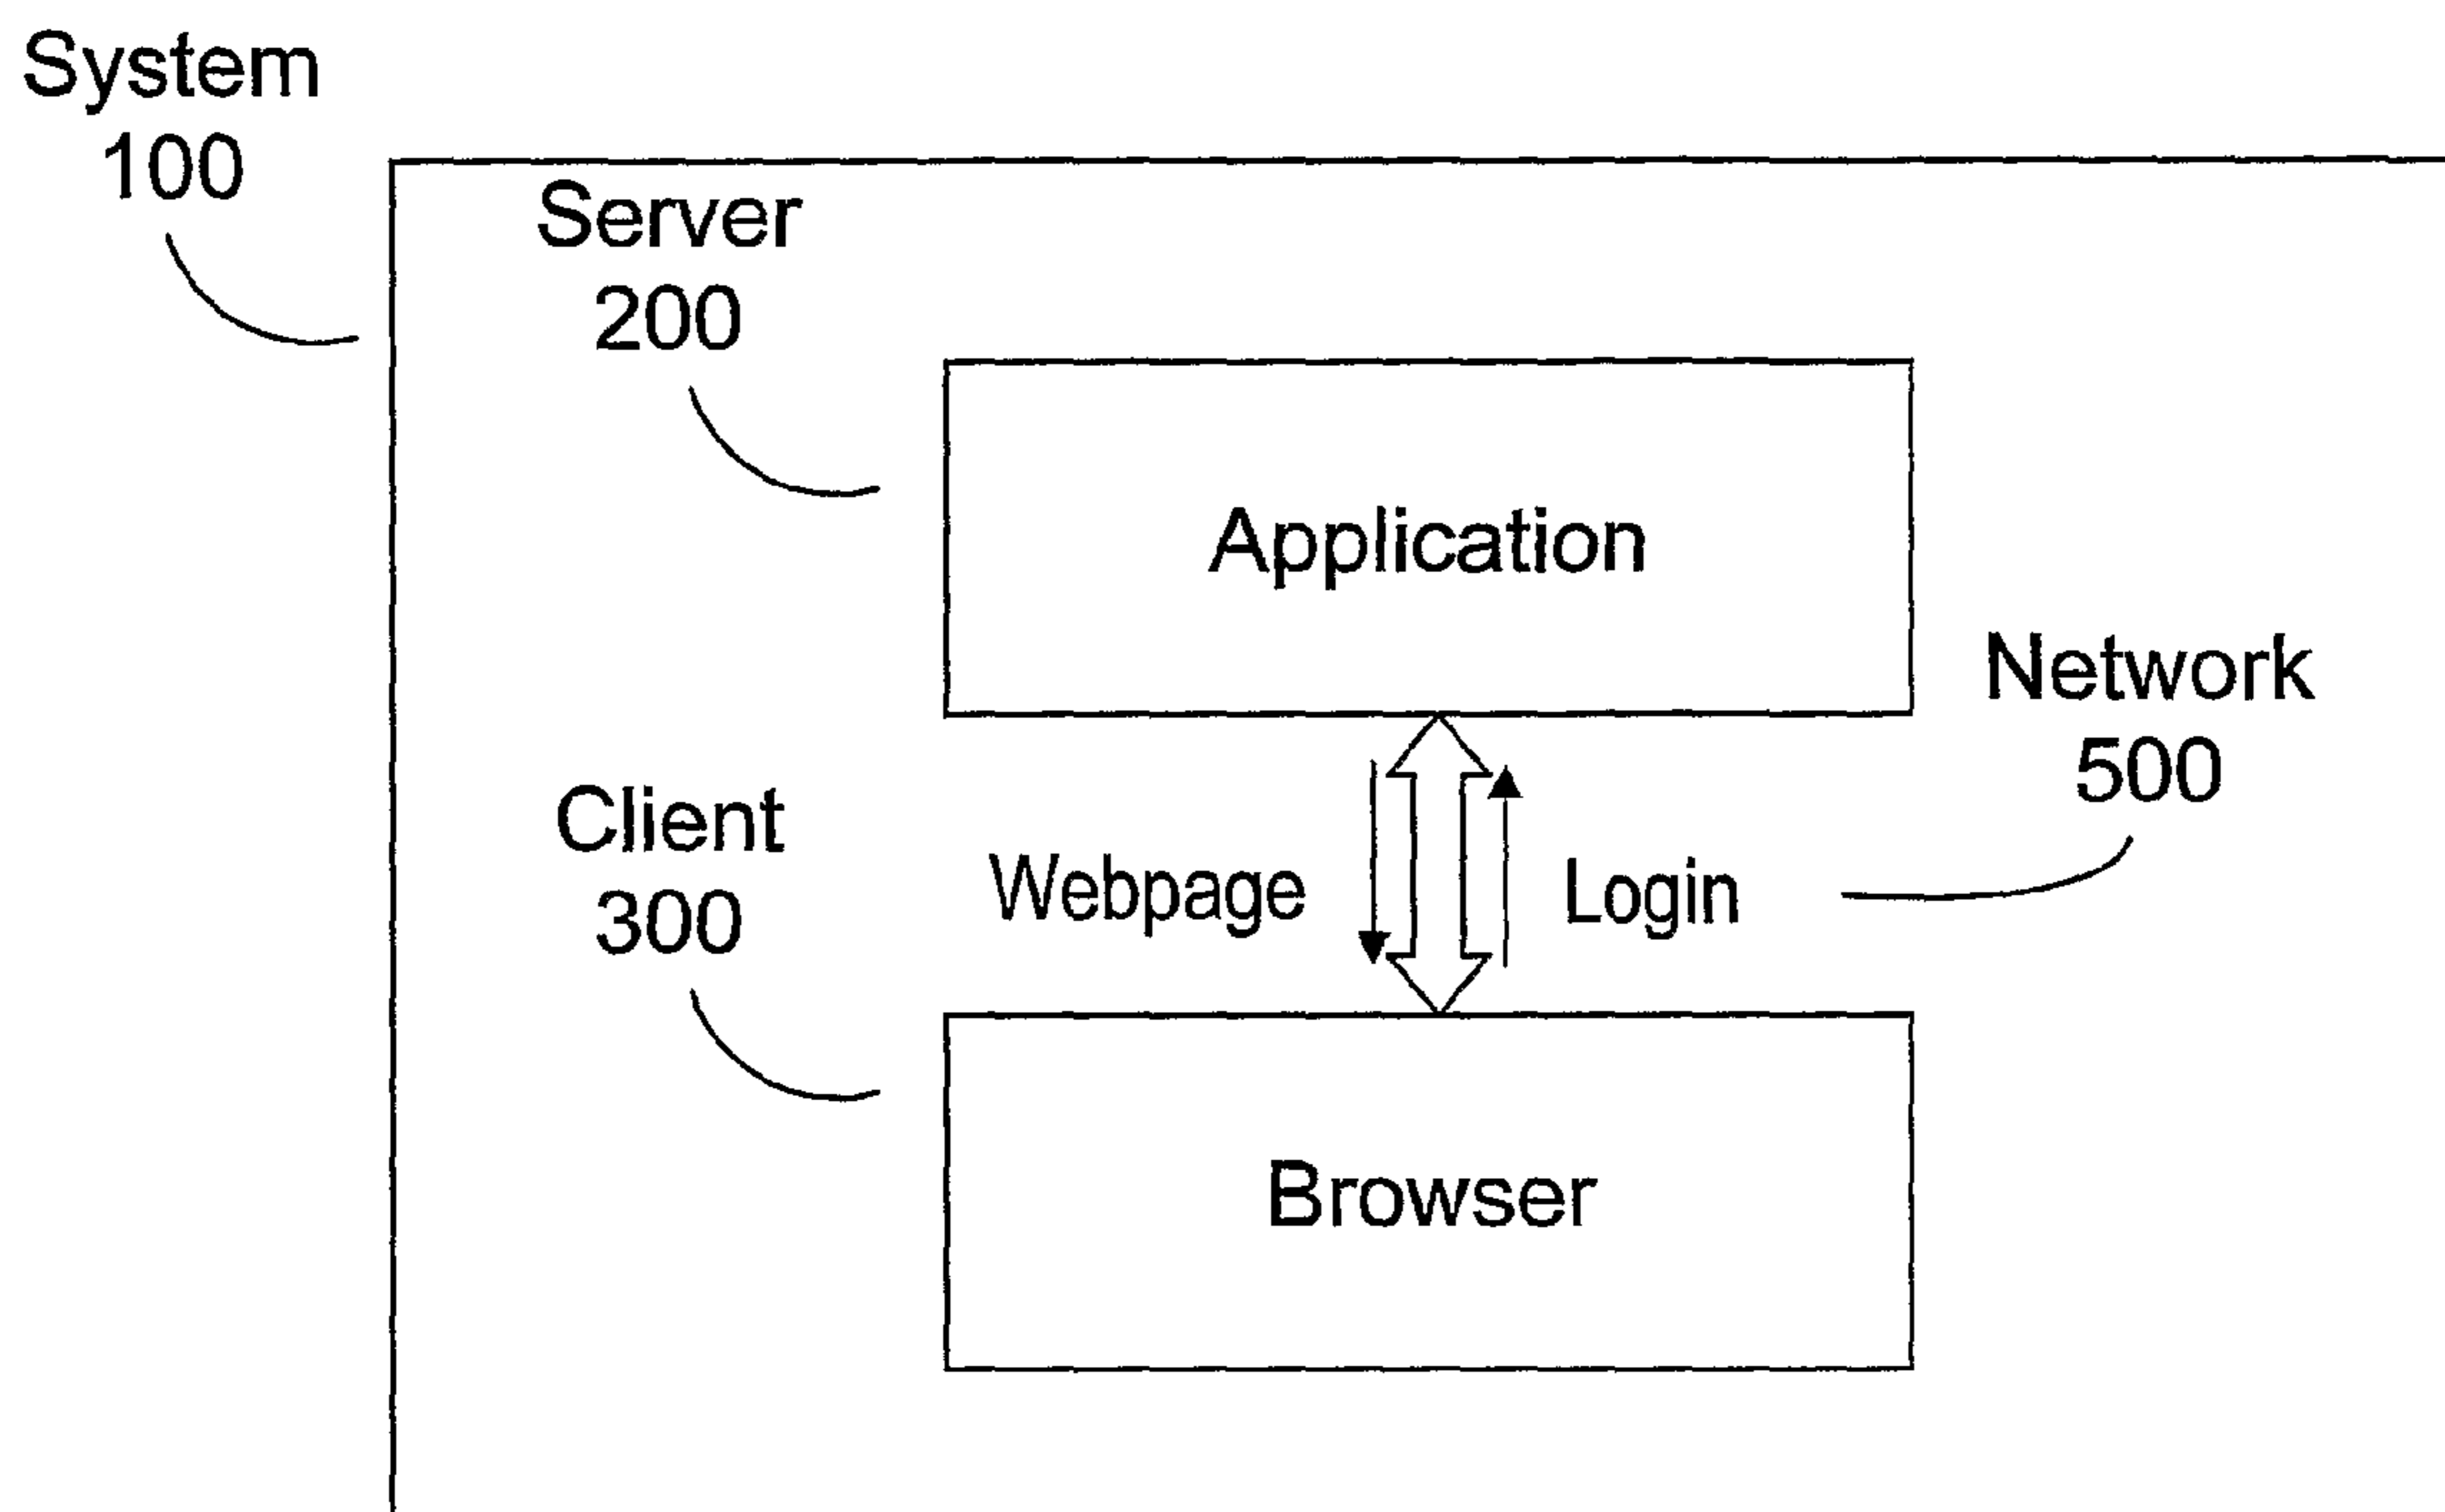 System
100
Server
200
Application
Network
500
Client
300
Webpage
Login
Browser